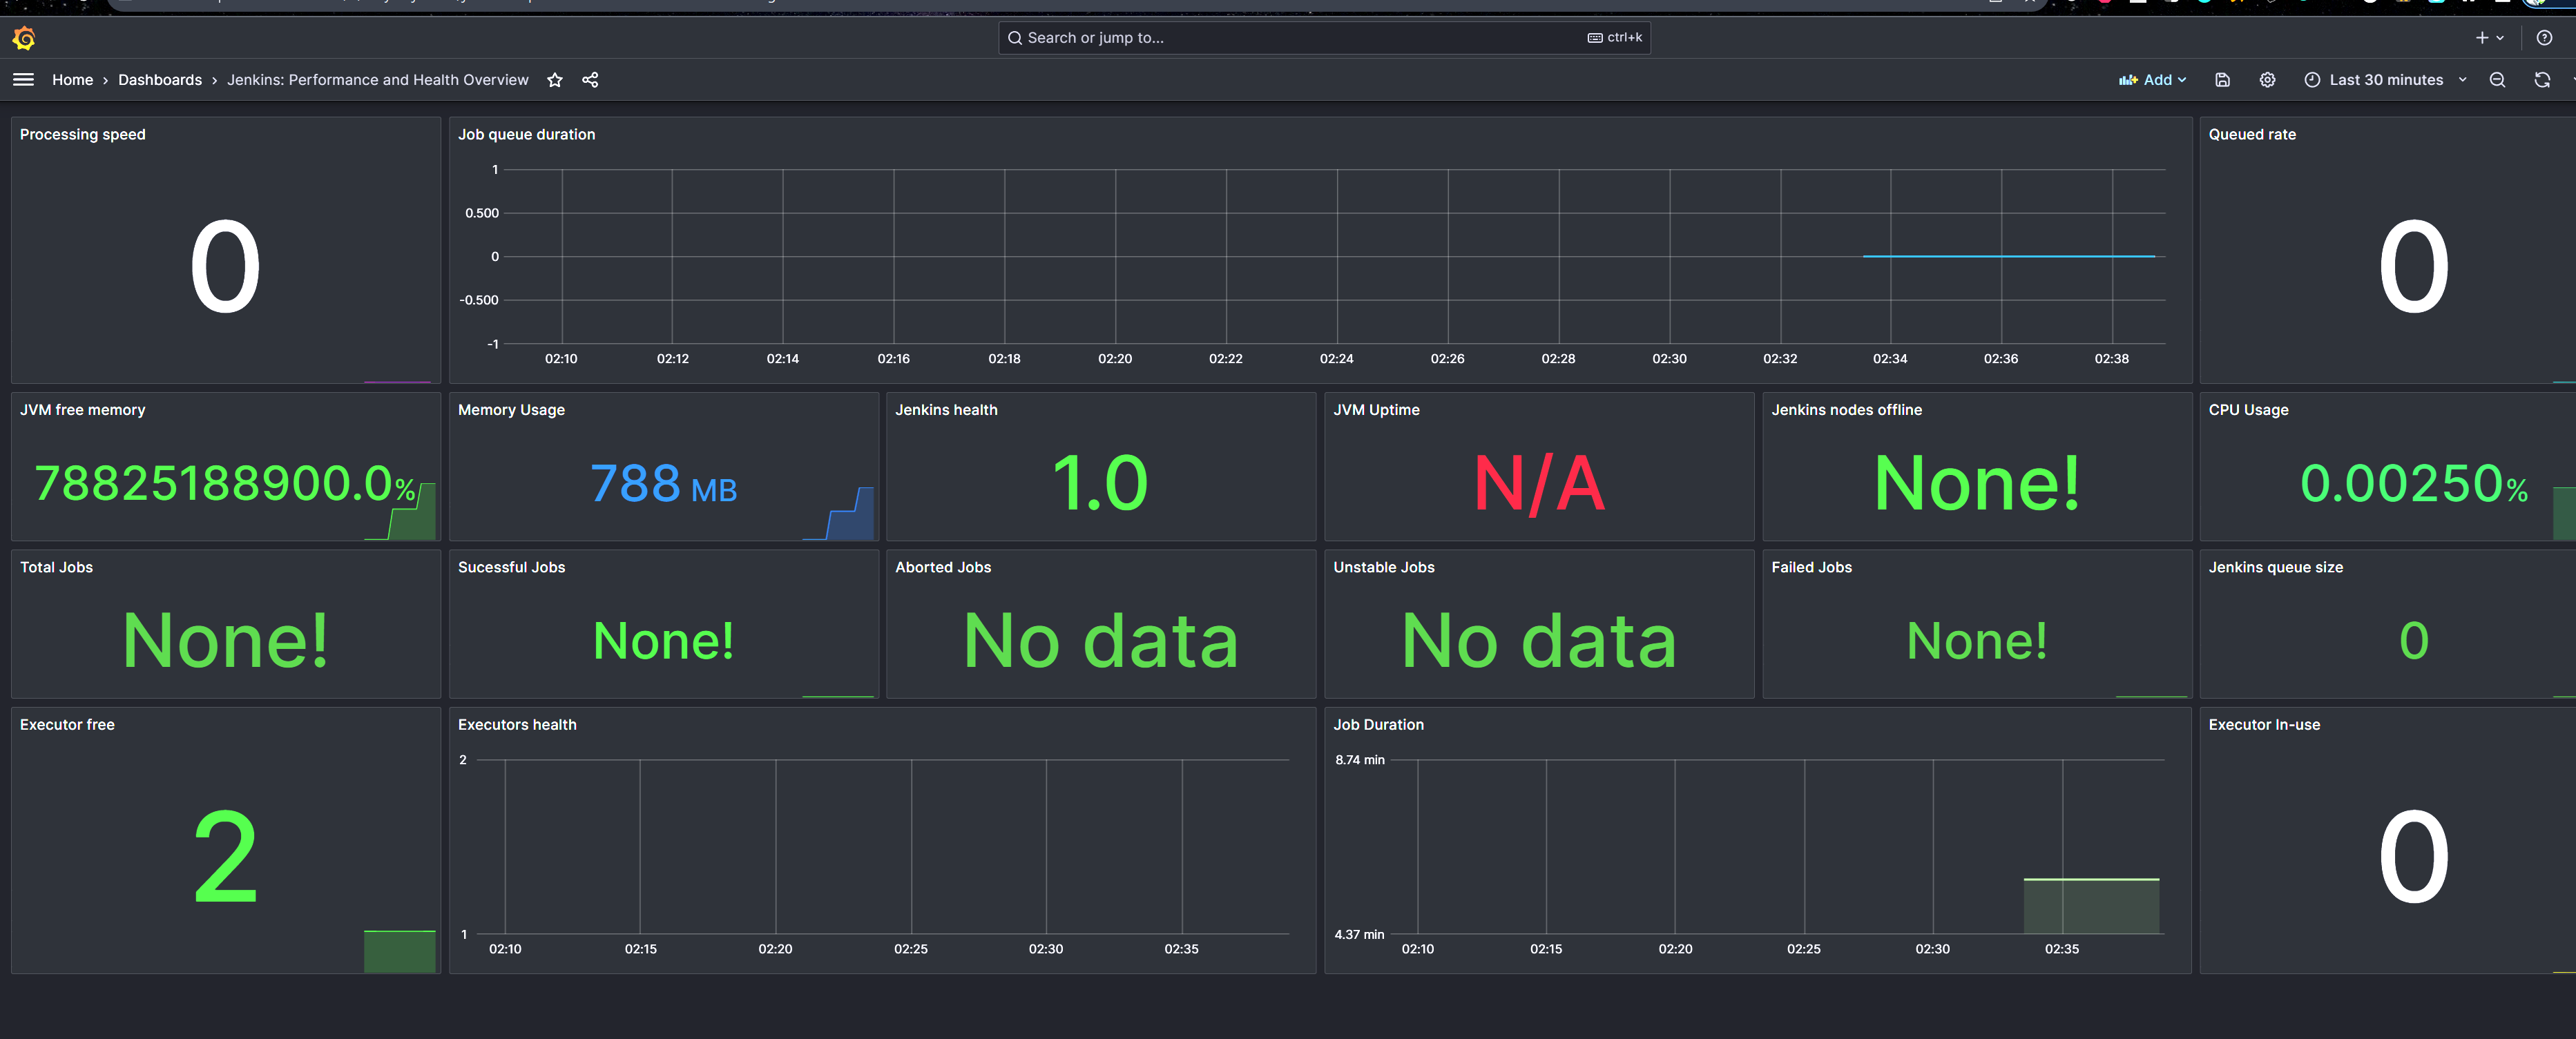 Search or jump to...
ctrl+k
Home › Dashboards › Jenkins: Performance and Health Overview
Add
Last 30 minutes
Processing speed
0
Job queue duration
1
0.500
0
-0.500
-1
02:10 02:12 02:14 02:16 02:18 02:20 02:22 02:24 02:26 02:28 02:30 02:32 02:34 02:36 02:38
Queued rate
0
JVM free memory
78825188900.0%
Memory Usage
788 MB
Jenkins health
1.0
JVM Uptime
N/A
Jenkins nodes offline
None!
CPU Usage
0.00250%
Total Jobs
None!
Sucessful Jobs
None!
Aborted Jobs
No data
Unstable Jobs
No data
Failed Jobs
None!
Jenkins queue size
0
Executor free
2
Executors health
2
1
02:10 02:15 02:20 02:25 02:30 02:35
Job Duration
8.74 min
4.37 min
02:10 02:15 02:20 02:25 02:30 02:35
Executor In-use
0